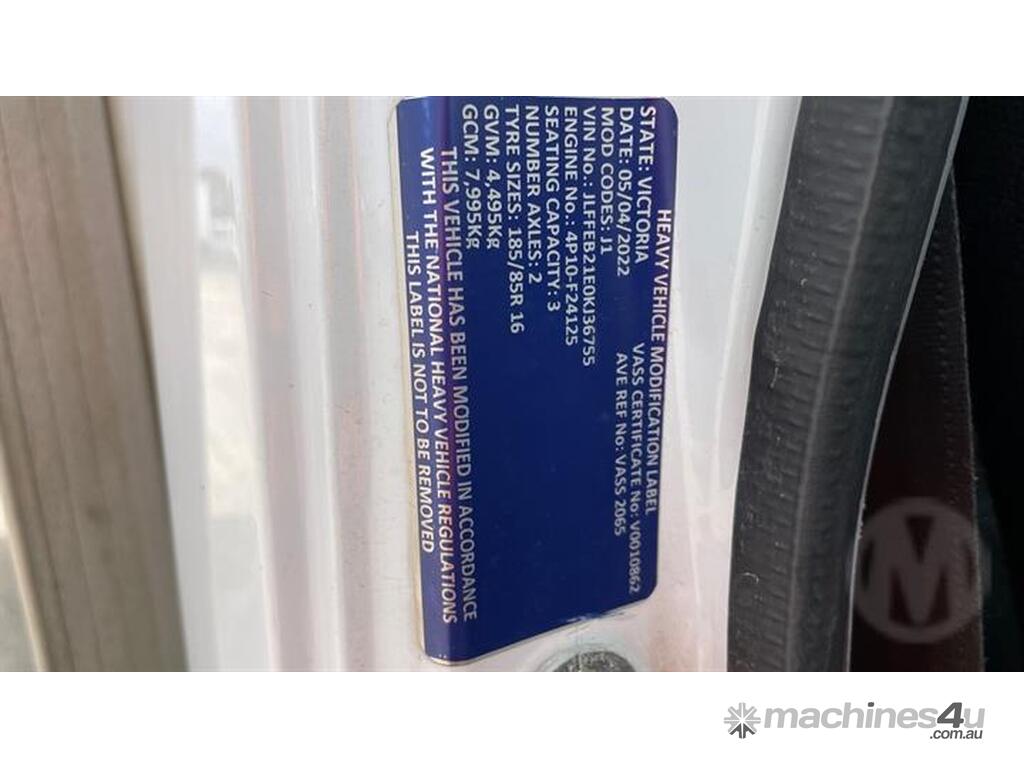 HEAVY VEHICLE MODIFICATION LABEL
STATE: VICTORIA VASS CERTIFICATE No: V0010862
DATE: 05/04/2022 AVE REF No: VASS 2065
MOD CODES: J1
VIN No.: JLFFEB21E0KJ36755
ENGINE No.: 4P10-F24125
SEATING CAPACITY: 3
NUMBER AXLES: 2
TYRE SIZES: 185/85R 16
GVM: 4,495Kg
GCM: 7,995Kg
THIS VEHICLE HAS BEEN MODIFIED IN ACCORDANCE
WITH THE NATIONAL HEAVY VEHICLE REGULATIONS
THIS LABEL IS NOT TO BE REMOVED
M
machines4u
.com.au